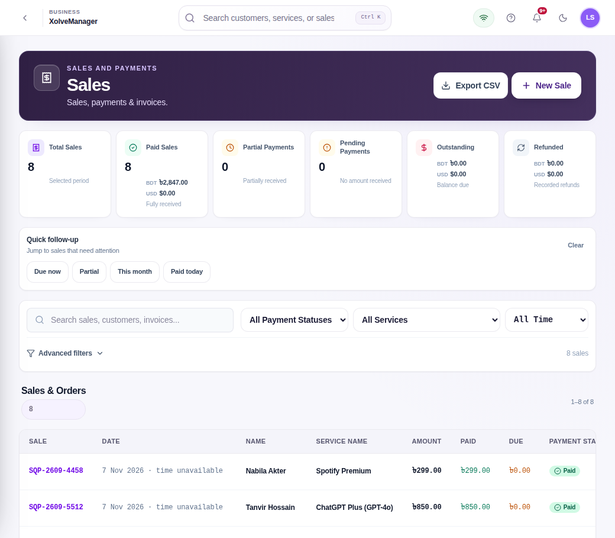 BUSINESS
XolveManager
Search customers, services, or sales
Ctrl K
9+
LS
SALES AND PAYMENTS
Sales
Sales, payments & invoices.
Export CSV
New Sale
Total Sales
8
Selected period
Paid Sales
8
BDT ৳2,847.00
USD $0.00
Fully received
Partial Payments
0
Partially received
Pending
Payments
0
No amount received
Outstanding
BDT ৳0.00
USD $0.00
Balance due
Refunded
BDT ৳0.00
USD $0.00
Recorded refunds
Quick follow-up
Jump to sales that need attention
Clear
Due now
Partial
This month
Paid today
Search sales, customers, invoices...
All Payment Statuses
All Services
All Time
Advanced filters
8 sales
Sales & Orders
8
1–8 of 8
SALE DATE NAME SERVICE NAME AMOUNT PAID DUE PAYMENT STA
SQP-2609-4458 7 Nov 2026 · time unavailable Nabila Akter Spotify Premium ৳299.00 ৳299.00 ৳0.00 Paid
SQP-2609-5512 7 Nov 2026 · time unavailable Tanvir Hossain ChatGPT Plus (GPT-4o) ৳850.00 ৳850.00 ৳0.00 Paid